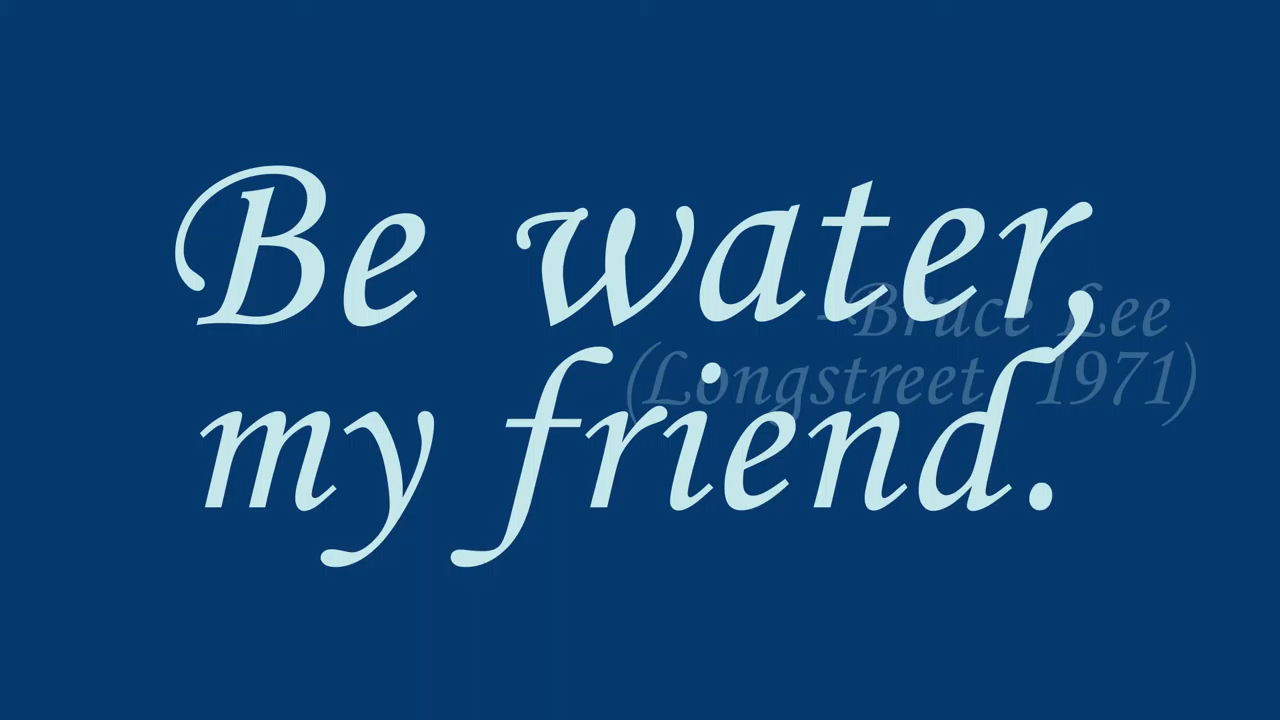 Be water,
- Bruce Lee
(Longstreet, 1971)
my friend.